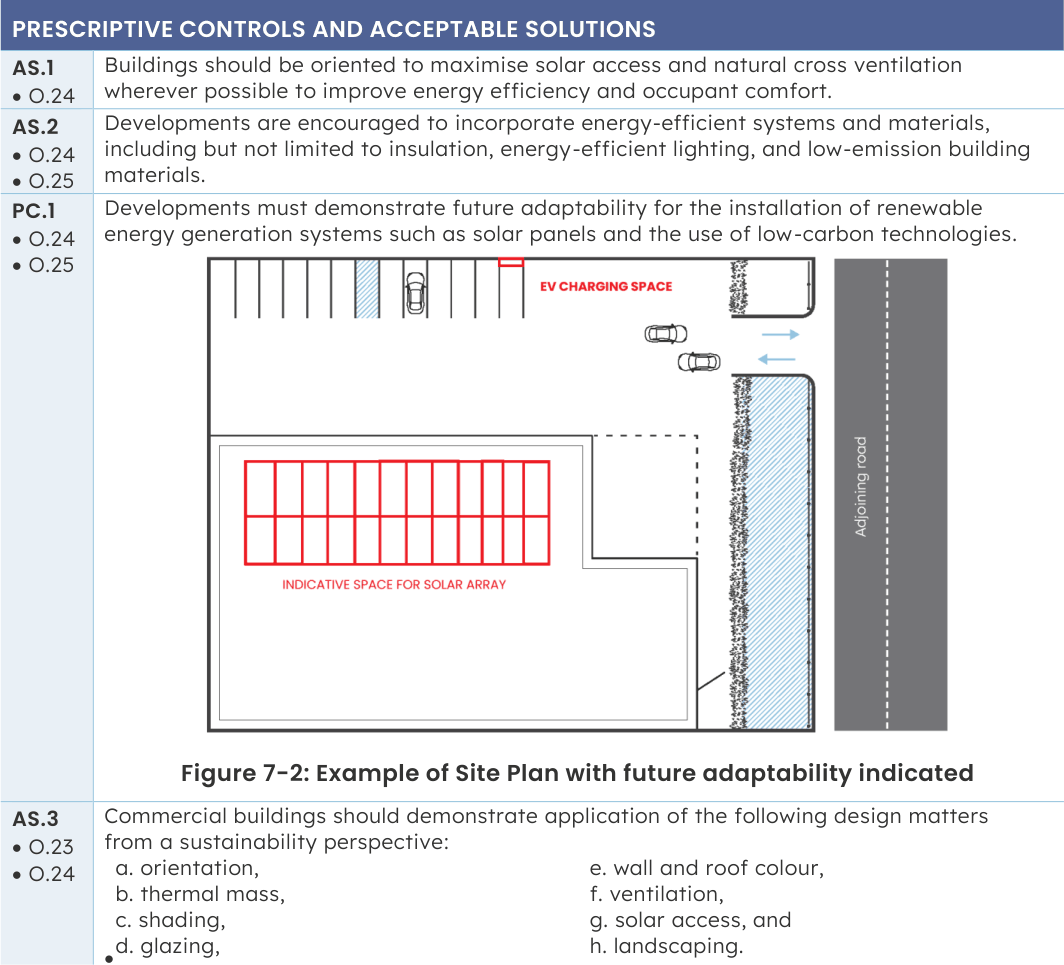 PRESCRIPTIVE CONTROLS AND ACCEPTABLE SOLUTIONS
AS.1
• O.24
Buildings should be oriented to maximise solar access and natural cross ventilation
wherever possible to improve energy efficiency and occupant comfort.
AS.2
• O.24
• O.25
Developments are encouraged to incorporate energy-efficient systems and materials,
including but not limited to insulation, energy-efficient lighting, and low-emission building
materials.
PC.1
• O.24
• O.25
Developments must demonstrate future adaptability for the installation of renewable
energy generation systems such as solar panels and the use of low-carbon technologies.
EV CHARGING SPACE
Adjoining road
INDICATIVE SPACE FOR SOLAR ARRAY
Figure 7-2: Example of Site Plan with future adaptability indicated
AS.3
• O.23
• O.24
Commercial buildings should demonstrate application of the following design matters
from a sustainability perspective:
a. orientation,
b. thermal mass,
c. shading,
d. glazing,
e. wall and roof colour,
f. ventilation,
g. solar access, and
h. landscaping.
•